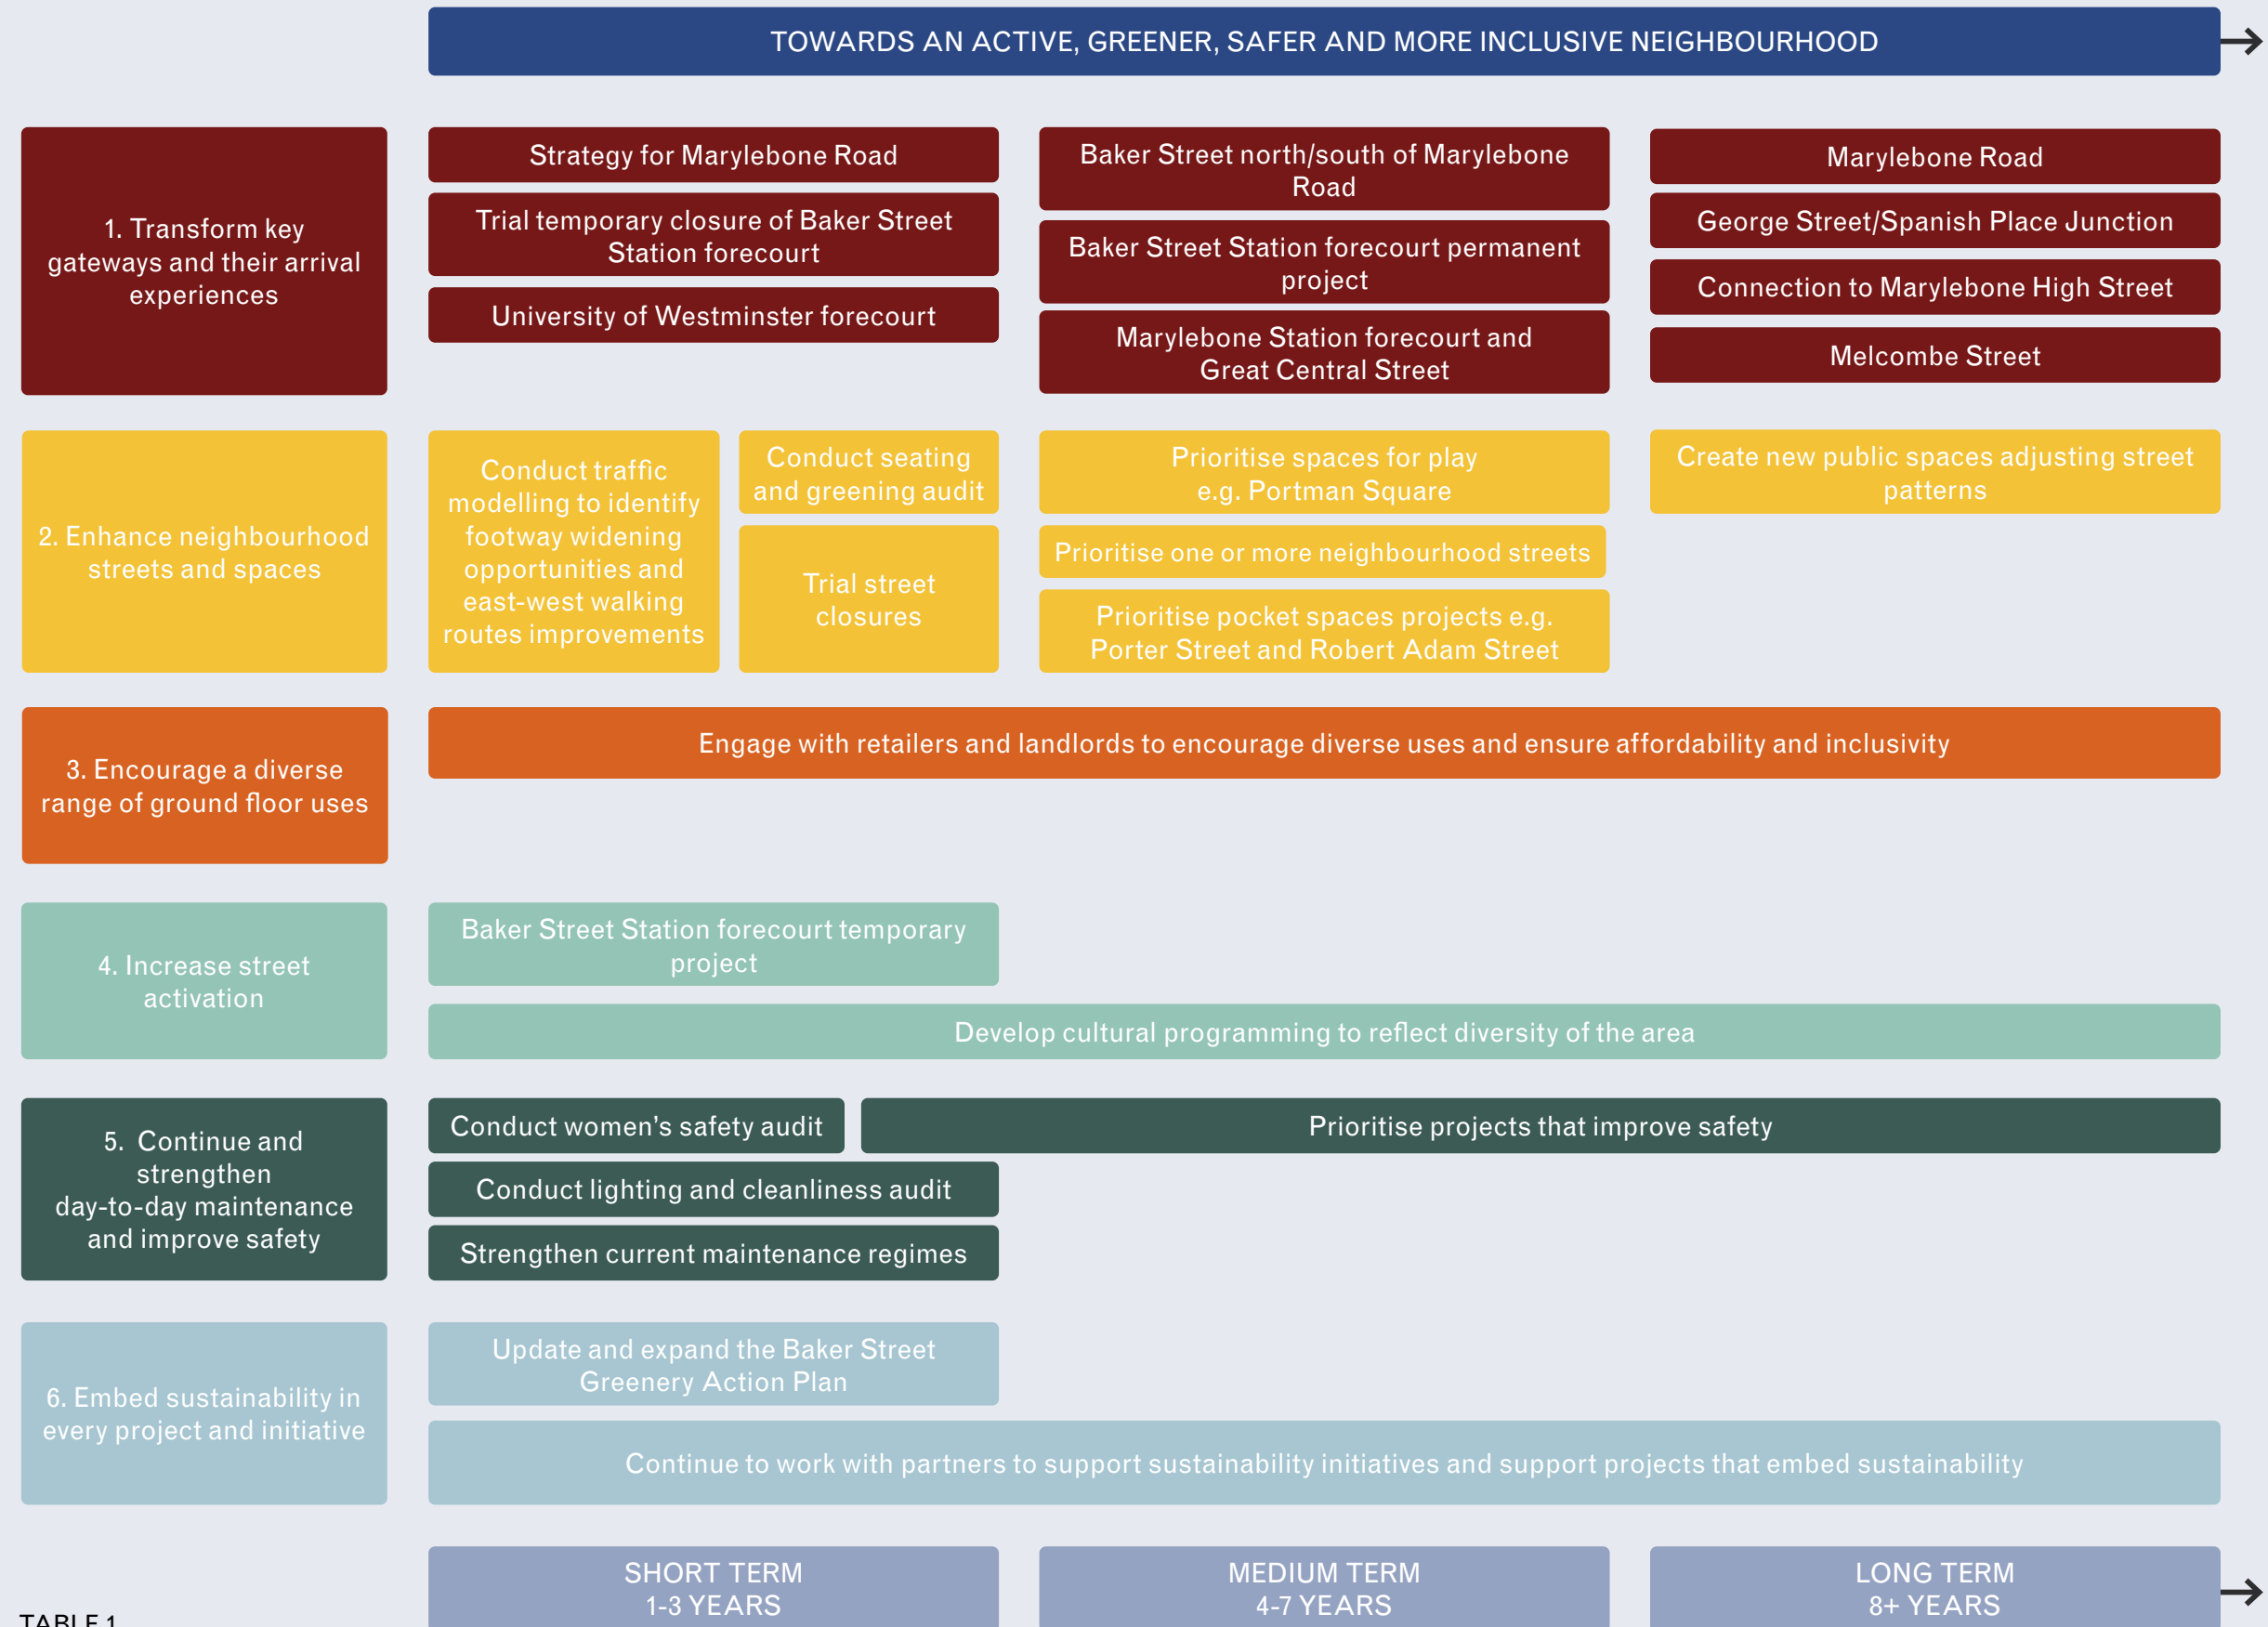 TOWARDS AN ACTIVE, GREENER, SAFER AND MORE INCLUSIVE NEIGHBOURHOOD
1. Transform key
gateways and their arrival
experiences
Strategy for Marylebone Road
Trial temporary closure of Baker Street
Station forecourt
University of Westminster forecourt
Baker Street north/south of Marylebone
Road
Baker Street Station forecourt permanent
project
Marylebone Station forecourt and
Great Central Street
Marylebone Road
George Street/Spanish Place Junction
Connection to Marylebone High Street
Melcombe Street
2. Enhance neighbourhood
streets and spaces
Conduct traffic
modelling to identify
footway widening
opportunities and
east-west walking
routes improvements
Conduct seating
and greening audit
Trial street
closures
Prioritise spaces for play
e.g. Portman Square
Prioritise one or more neighbourhood streets
Prioritise pocket spaces projects e.g.
Porter Street and Robert Adam Street
Create new public spaces adjusting street
patterns
3. Encourage a diverse
range of ground floor uses
Engage with retailers and landlords to encourage diverse uses and ensure affordability and inclusivity
4. Increase street
activation
Baker Street Station forecourt temporary
project
Develop cultural programming to reflect diversity of the area
5. Continue and
strengthen
day-to-day maintenance
and improve safety
Conduct women’s safety audit
Prioritise projects that improve safety
Conduct lighting and cleanliness audit
Strengthen current maintenance regimes
6. Embed sustainability in
every project and initiative
Update and expand the Baker Street
Greenery Action Plan
Continue to work with partners to support sustainability initiatives and support projects that embed sustainability
SHORT TERM
1-3 YEARS
MEDIUM TERM
4-7 YEARS
LONG TERM
8+ YEARS
TABLE 1